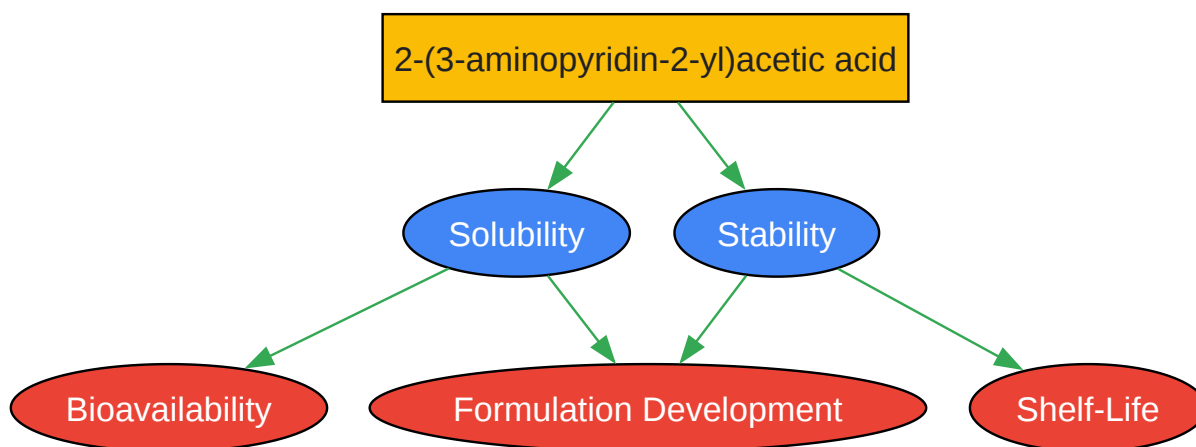 2-(3-aminopyridin-2-yl)acetic acid
Solubility
Stability
Bioavailability
Formulation Development
Shelf-Life